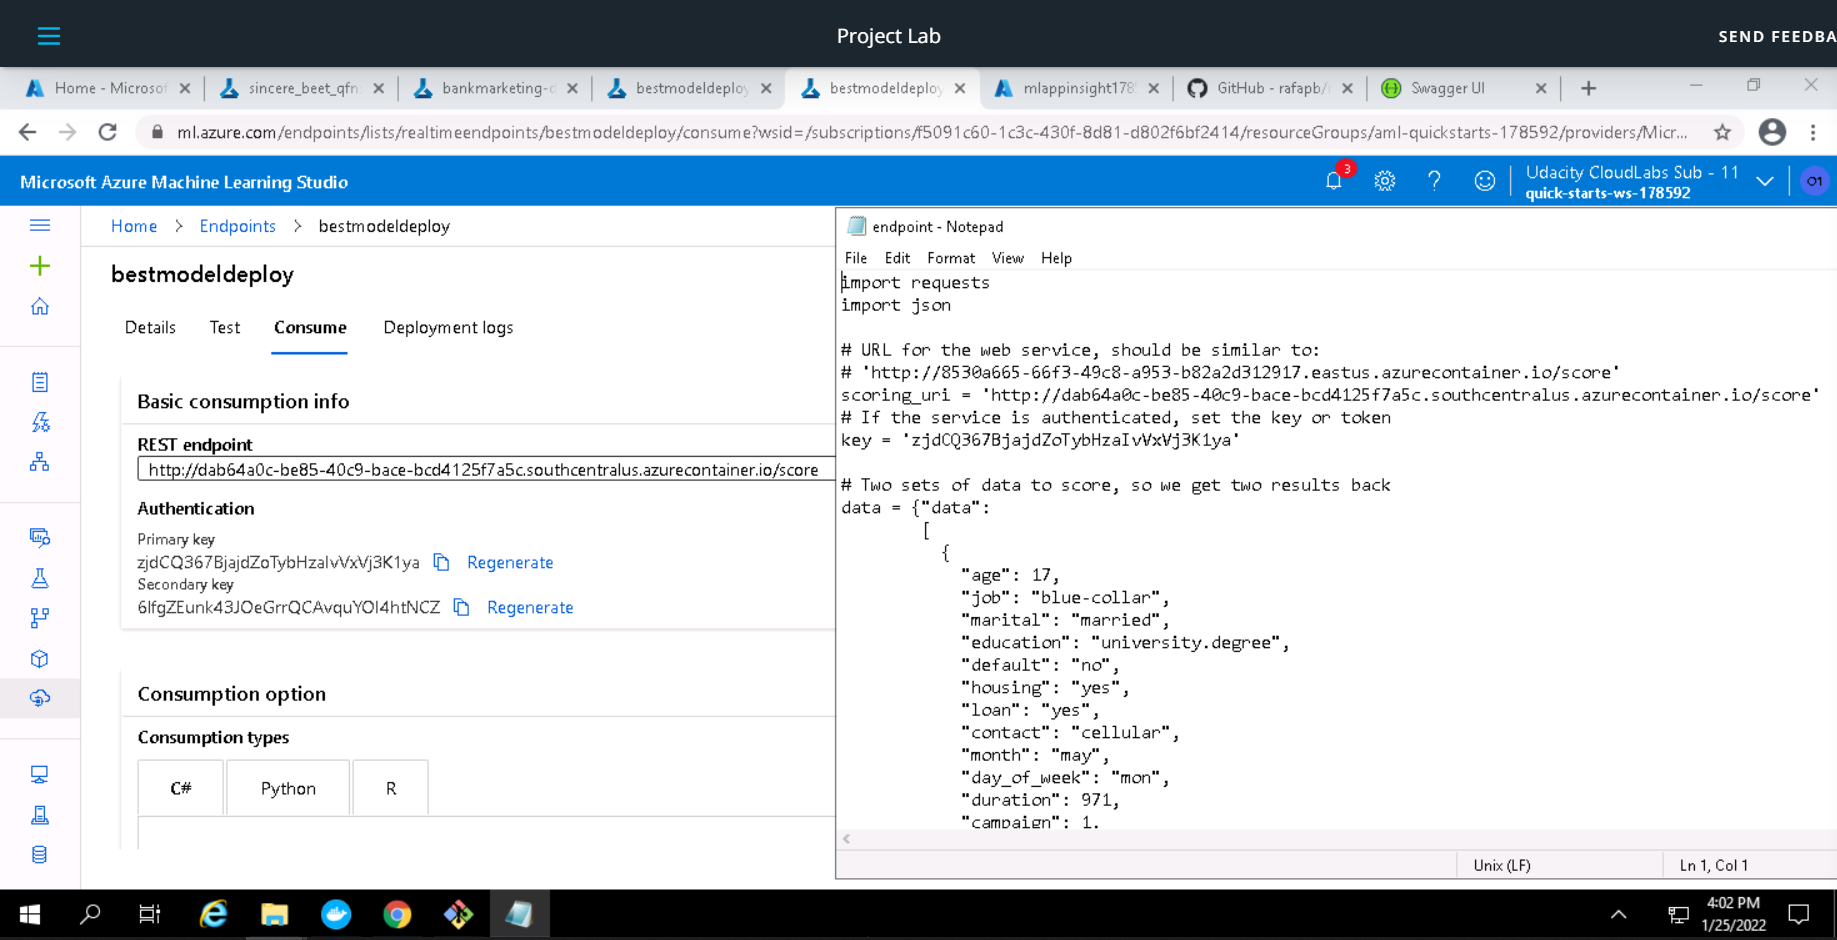 Project Lab
SEND FEEDBA
Home - Microsof
sincere_beet_qfn
bankmarketing-d
bestmodeldeploy
bestmodeldeploy
mlappinsight178
GitHub - rafapb/
Swagger UI
ml.azure.com/endpoints/lists/realtimeendpoints/bestmodeldeploy/consume?wsid=/subscriptions/f5091c60-1c3c-430f-8d81-d802f6bf2414/resourceGroups/aml-quickstarts-178592/providers/Micr...
Microsoft Azure Machine Learning Studio
3
Udacity CloudLabs Sub - 11
quick-starts-ws-178592
O1
Home > Endpoints > bestmodeldeploy
bestmodeldeploy
Details Test Consume Deployment logs
Basic consumption info
REST endpoint
http://dab64a0c-be85-40c9-bace-bcd4125f7a5c.southcentralus.azurecontainer.io/score
Authentication
Primary key
zjdCQ367BjajdZoTybHzaIvVxVj3K1ya Regenerate
Secondary key
6lfgZEunk43JOeGrrQCAvquYOI4htNCZ Regenerate
Consumption option
Consumption types
C# Python R
endpoint - Notepad
File Edit Format View Help
import requests
import json
# URL for the web service, should be similar to:
# 'http://8530a665-66f3-49c8-a953-b82a2d312917.eastus.azurecontainer.io/score'
scoring_uri = 'http://dab64a0c-be85-40c9-bace-bcd4125f7a5c.southcentralus.azurecontainer.io/score'
# If the service is authenticated, set the key or token
key = 'zjdCQ367BjajdZoTybHzaIvVxVj3K1ya'
# Two sets of data to score, so we get two results back
data = {"data":
[
{
"age": 17,
"job": "blue-collar",
"marital": "married",
"education": "university.degree",
"default": "no",
"housing": "yes",
"loan": "yes",
"contact": "cellular",
"month": "may",
"day_of_week": "mon",
"duration": 971,
"campaign": 1,
Unix (LF)
Ln 1, Col 1
4:02 PM
1/25/2022